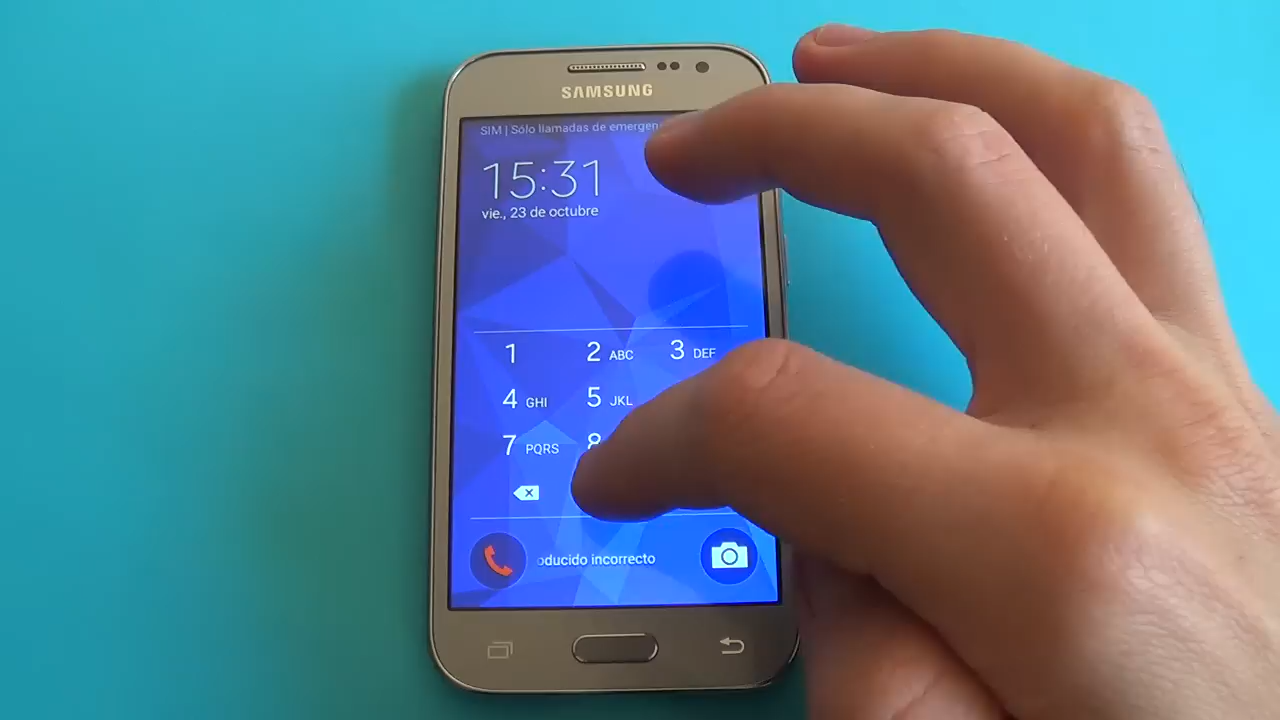 SAMSUNG
SIM | Sólo llamadas de emergen
15:31
vie., 23 de octubre
1 2 ABC 3 DEF
4 GHI 5 JKL
7 PQRS 8
oducido incorrecto